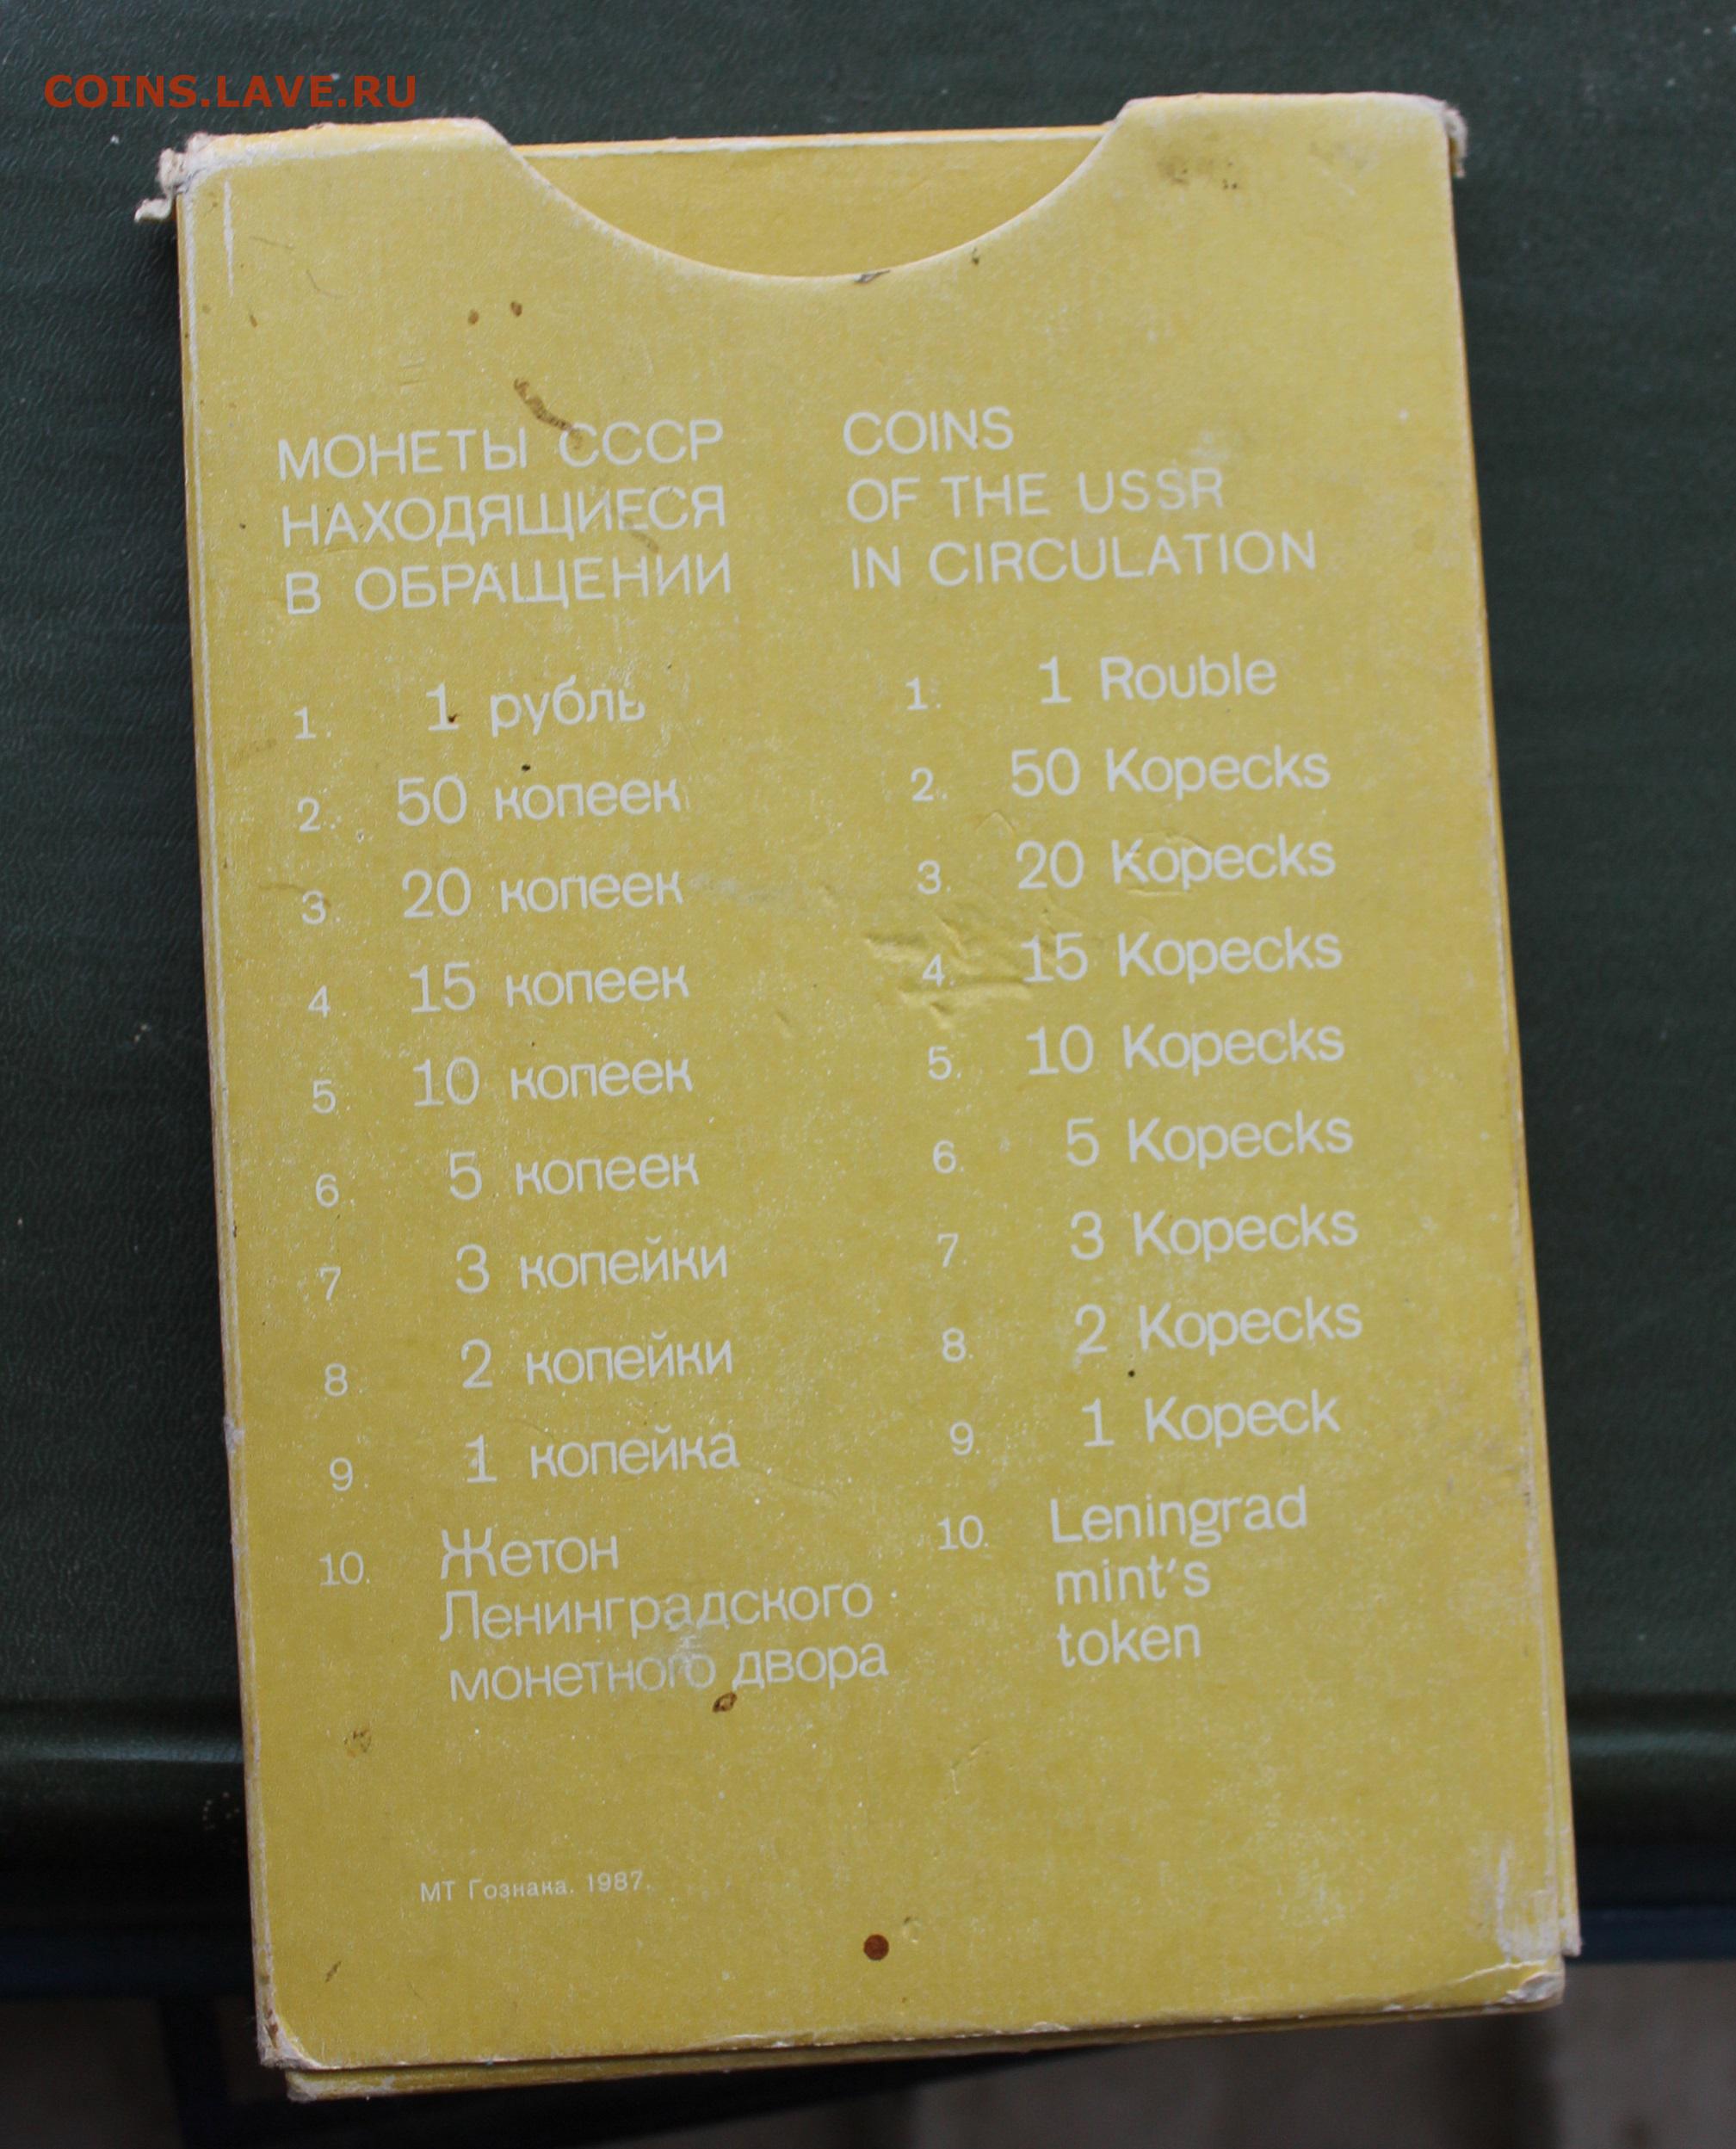 COINS.LAVE.RU
МОНЕТЫ СССР
НАХОДЯЩИЕСЯ
В ОБРАЩЕНИИ
1. 1 рубль
2. 50 копеек
3. 20 копеек
4 15 копеек
5 10 копеек
6 5 копеек
7 3 копейки
8. 2 копейки
9. 1 копейка
10. Жетон
Ленинградского
монетного двора
COINS
OF THE USSR
IN CIRCULATION
1. 1 Rouble
2. 50 Kopecks
3. 20 Kopecks
4. 15 Kopecks
5. 10 Kopecks
6. 5 Kopecks
7. 3 Kopecks
8. 2 Kopecks
9. 1 Kopeck
10. Leningrad
mint's
token
МТ Гознака. 1987.